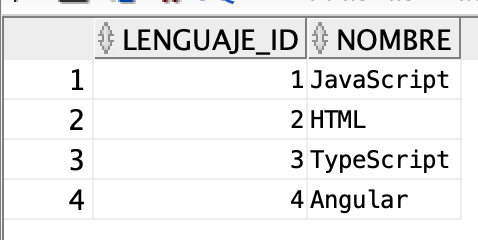 LENGUAJE_ID NOMBRE
1 1 JavaScript
2 2 HTML
3 3 TypeScript
4 4 Angular